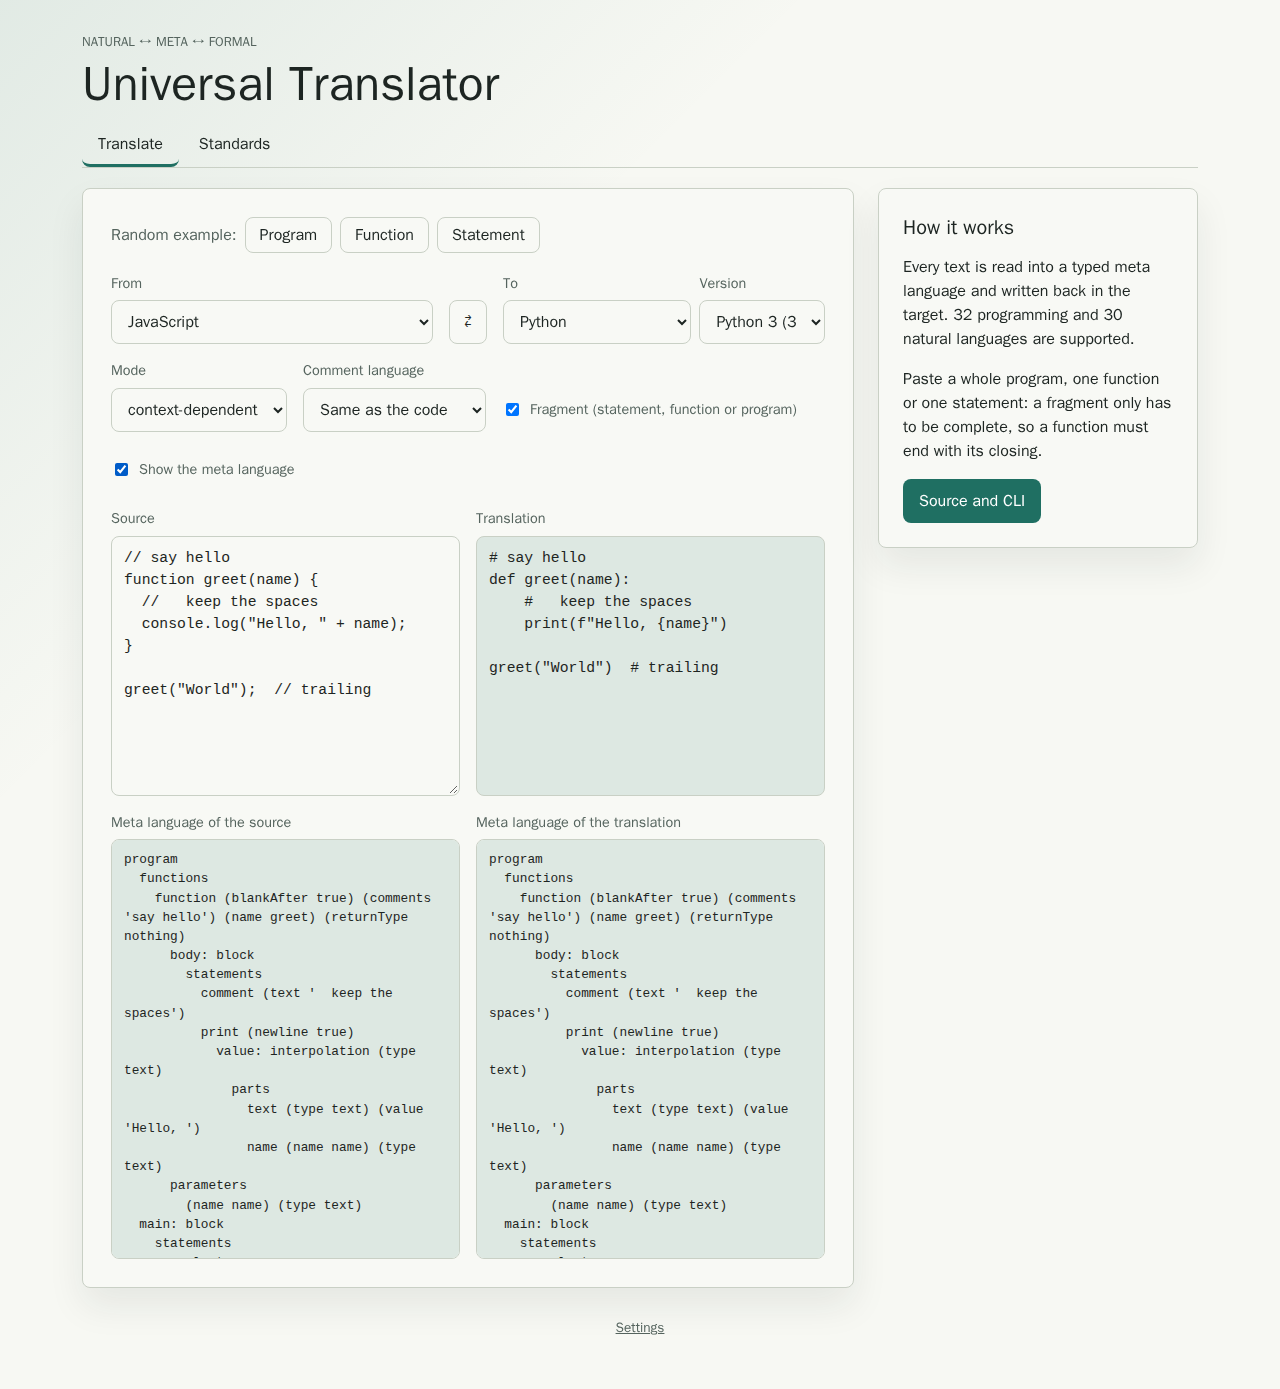 NATURAL ↔ META ↔ FORMAL
Universal Translator
Translate
Standards
Random example:
Program
Function
Statement
From
To
Version
JavaScript
⇄
Python
Python 3 (3
Mode
Comment language
context-dependent
Same as the code
Fragment (statement, function or program)
Show the meta language
Source
// say hello
function greet(name) {
  //   keep the spaces
  console.log("Hello, " + name);
}

greet("World");  // trailing
Translation
# say hello
def greet(name):
    #   keep the spaces
    print(f"Hello, {name}")

greet("World")  # trailing
Meta language of the source
program
  functions
    function (blankAfter true) (comments
'say hello') (name greet) (returnType
nothing)
      body: block
        statements
          comment (text '  keep the
spaces')
          print (newline true)
            value: interpolation (type
text)
              parts
                text (type text) (value
'Hello, ')
                name (name name) (type
text)
      parameters
        (name name) (type text)
  main: block
    statements
Meta language of the translation
program
  functions
    function (blankAfter true) (comments
'say hello') (name greet) (returnType
nothing)
      body: block
        statements
          comment (text '  keep the
spaces')
          print (newline true)
            value: interpolation (type
text)
              parts
                text (type text) (value
'Hello, ')
                name (name name) (type
text)
      parameters
        (name name) (type text)
  main: block
    statements
How it works
Every text is read into a typed meta
language and written back in the
target. 32 programming and 30
natural languages are supported.
Paste a whole program, one function
or one statement: a fragment only has
to be complete, so a function must
end with its closing.
Source and CLI
Settings